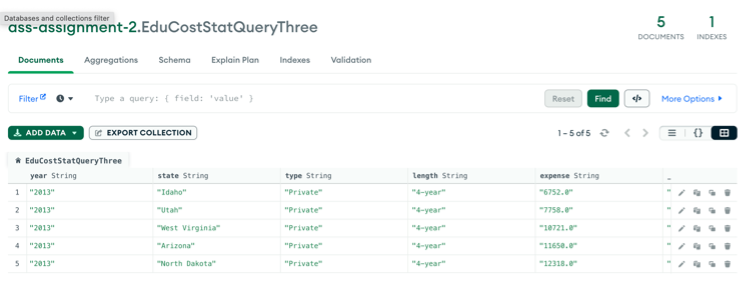 Databases and collections filter
ass-assignment-2.EduCostStatQueryThree
5 DOCUMENTS 1 INDEXES
Documents Aggregations Schema Explain Plan Indexes Validation
Filter Type a query: { field: 'value' } Reset Find </> More Options
ADD DATA EXPORT COLLECTION 1 – 5 of 5 {}
EduCostStatQueryThree
year String state String type String length String expense String _
1 "2013" "Idaho" "Private" "4-year" "6752.0" "
2 "2013" "Utah" "Private" "4-year" "7758.0" "
3 "2013" "West Virginia" "Private" "4-year" "10721.0" "
4 "2013" "Arizona" "Private" "4-year" "11650.0" "
5 "2013" "North Dakota" "Private" "4-year" "12318.0" "